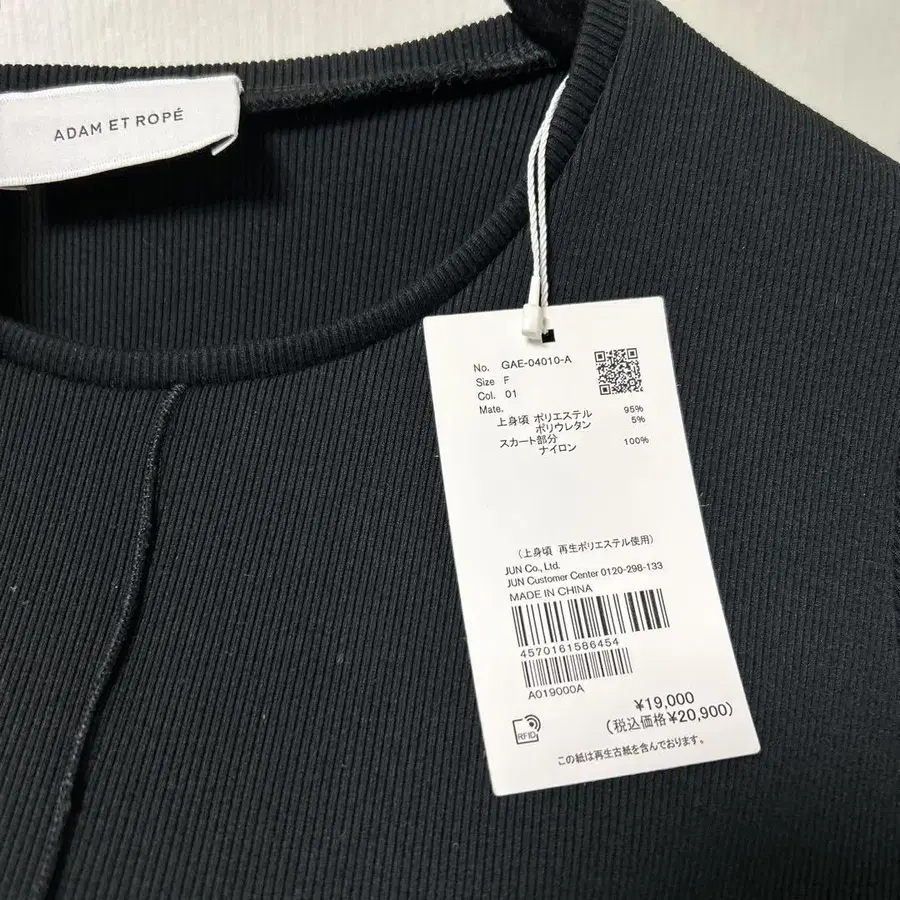 ADAM ET ROPÉ
No. GAE-04010-A
Size F
Col. 01
Mate.
上身頃 ポリエステル 95%
ポリウレタン 5%
スカート部分
ナイロン 100%
(上身頃 再生ポリエステル使用)
JUN Co., Ltd.
JUN Customer Center 0120-298-133
MADE IN CHINA
4570161586454
A019000A
¥19,000
(税込価格¥20,900)
RFID
この紙は再生古紙を含んでおります。